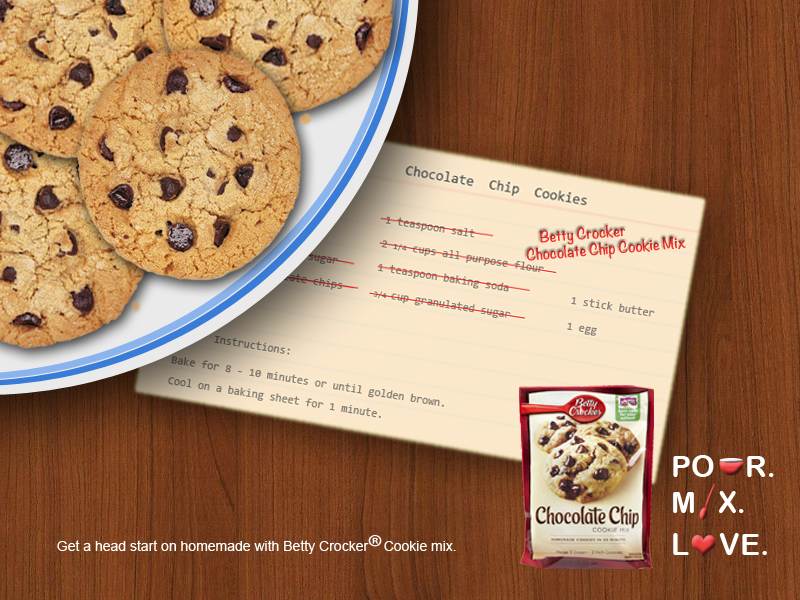 Chocolate Chip Cookies
1 teaspoon salt
Betty Crocker
Chocolate Chip Cookie Mix
2 1/4 cups all purpose flour
sugar
1 teaspoon baking soda
ate chips
3/4 cup granulated sugar
1 stick butter
1 egg
Instructions:
Bake for 8 - 10 minutes or until golden brown.
Cool on a baking sheet for 1 minute.
Betty
Crocker
Chocolate Chip
COOKIE MIX
POUR.
MIX.
LOVE.
Get a head start on homemade with Betty Crocker® Cookie mix.